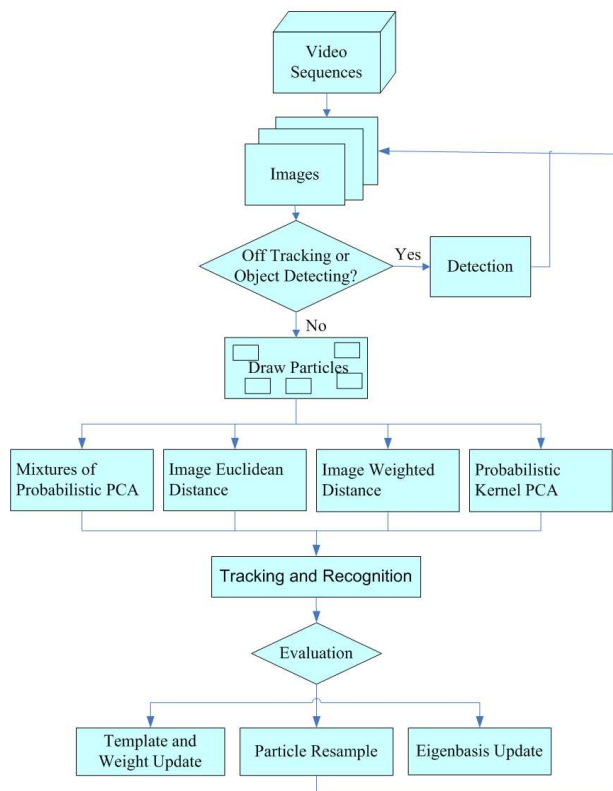 Video
Sequences
Images
Off Tracking or
Object Detecting?
Yes
Detection
No
Draw Particles
Mixtures of
Probabilistic PCA
Image Euclidean
Distance
Image Weighted
Distance
Probabilistic
Kernel PCA
Tracking and Recognition
Evaluation
Template and
Weight Update
Particle Resample
Eigenbasis Update